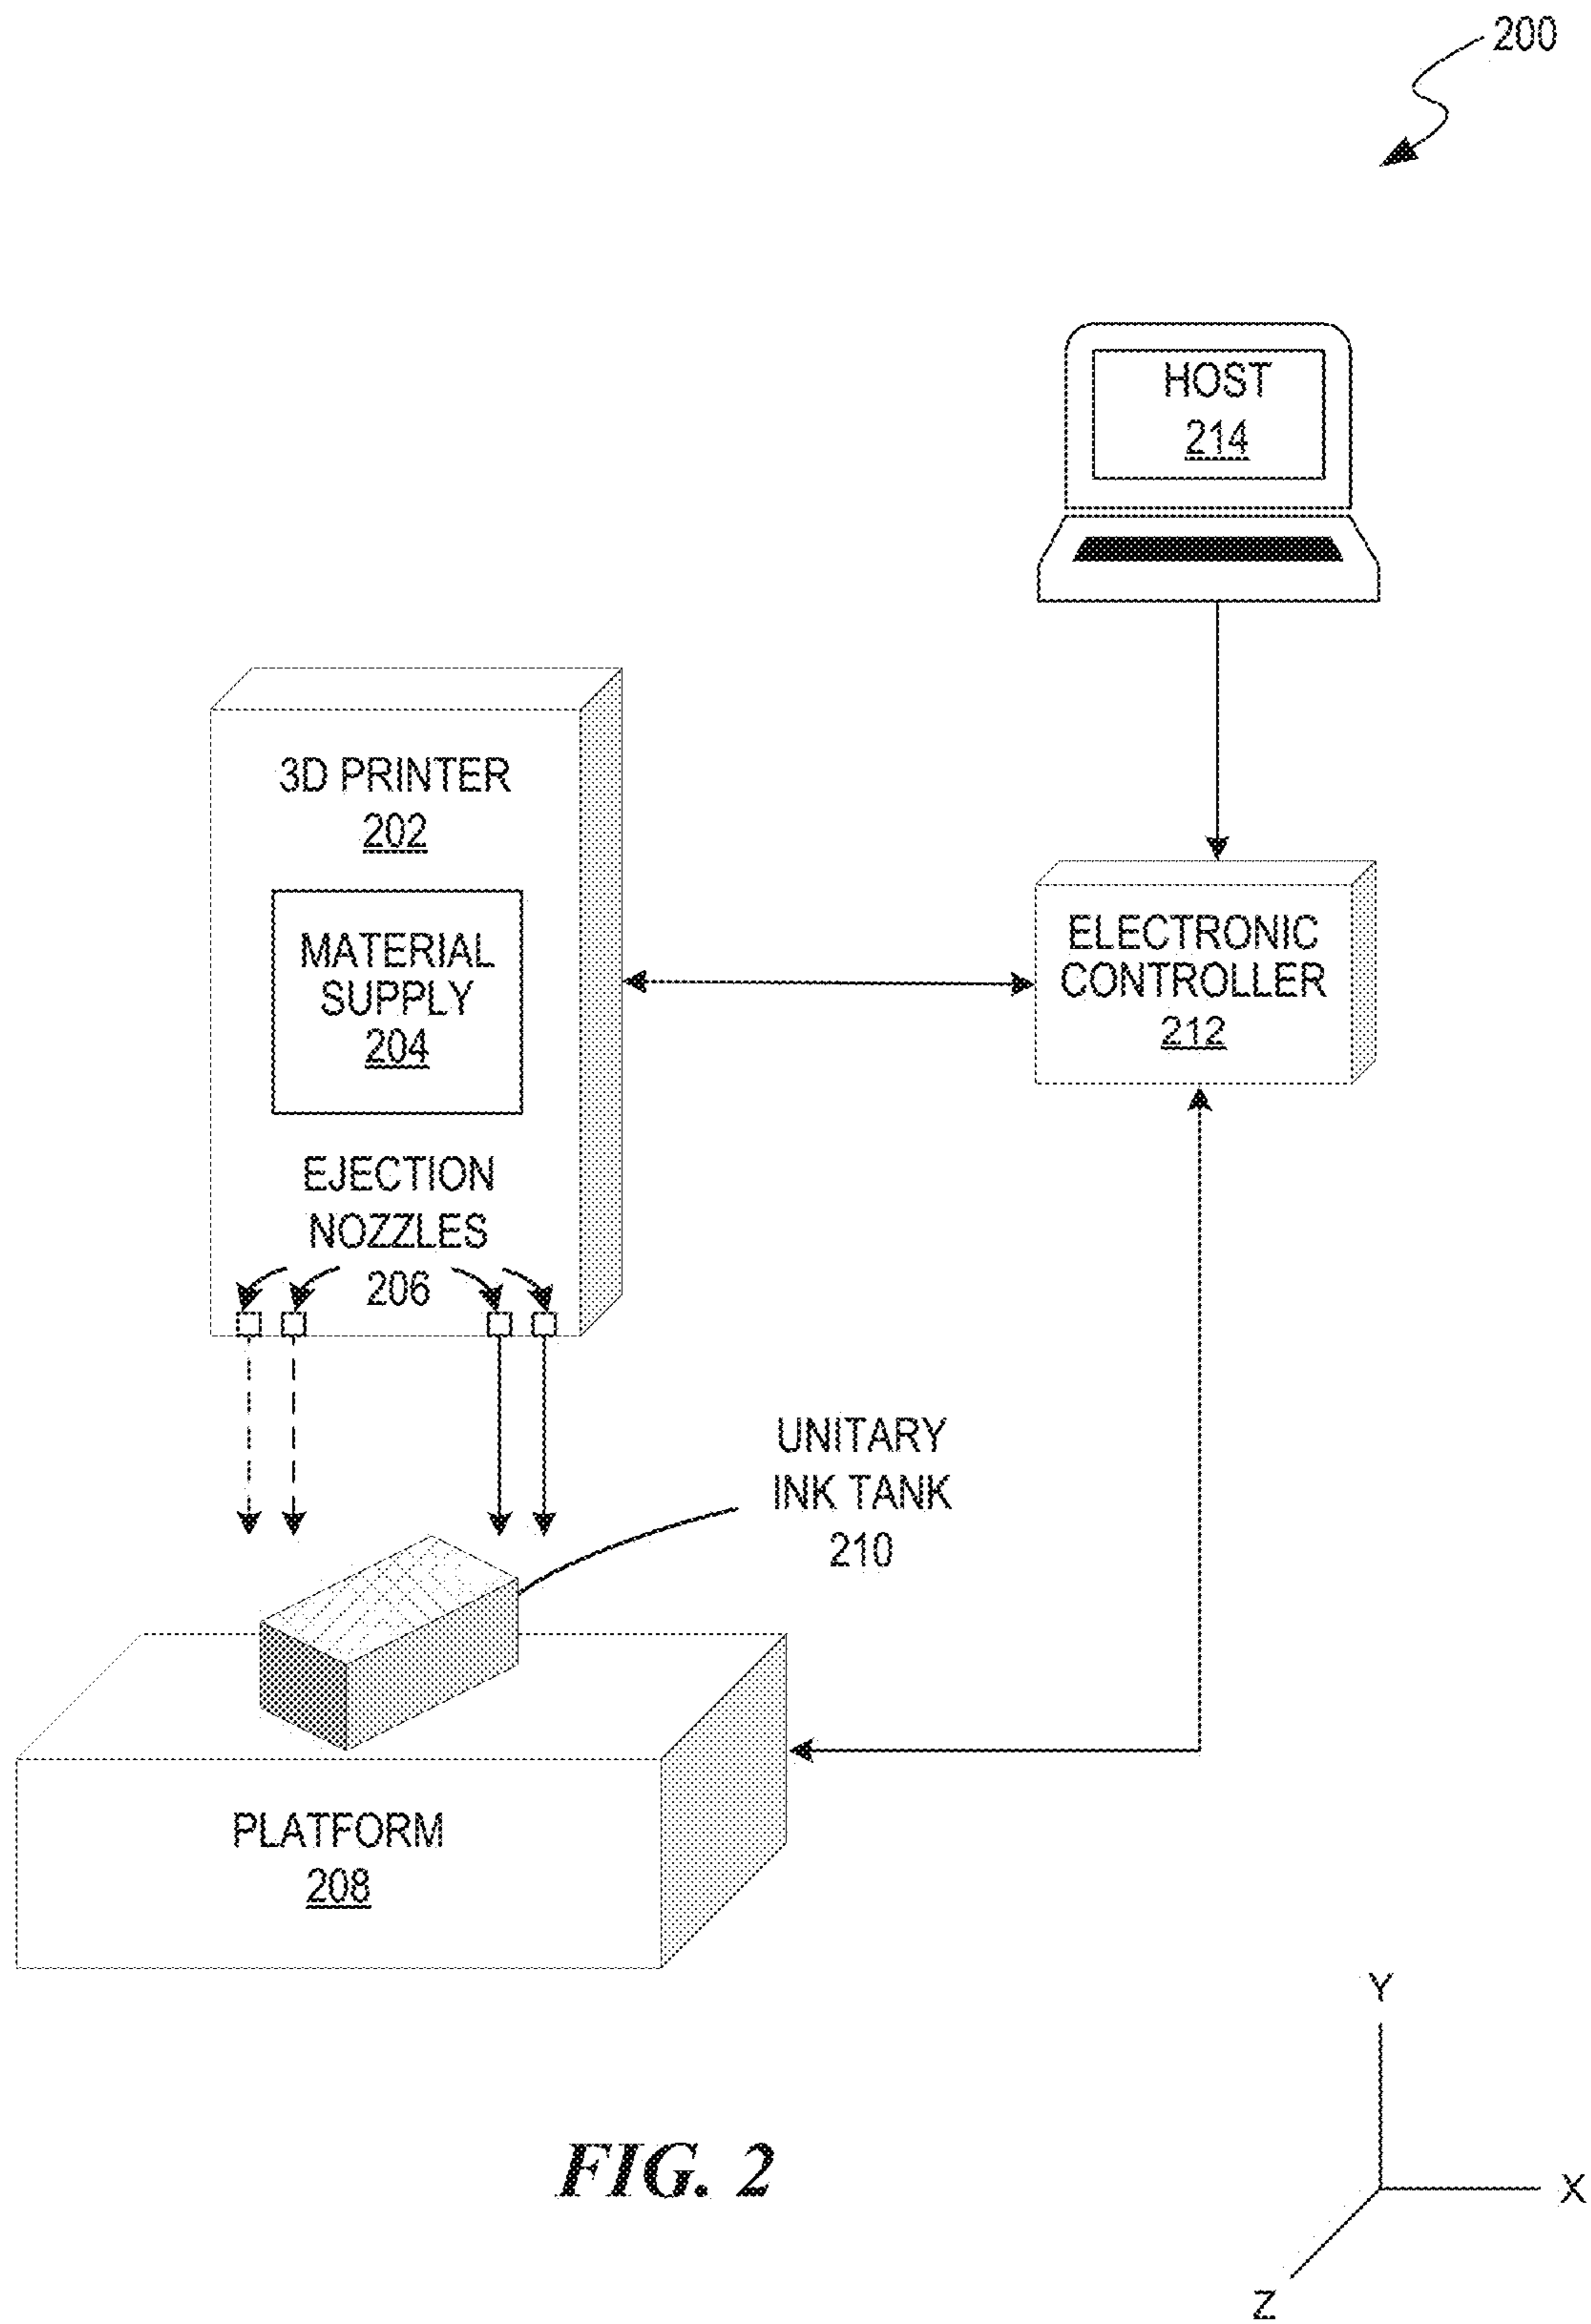 200
HOST
214
3D PRINTER
202
MATERIAL
SUPPLY
204
ELECTRONIC
CONTROLLER
212
EJECTION
NOZZLES
206
UNITARY
INK TANK
210
PLATFORM
208
Y
X
Z
FIG. 2